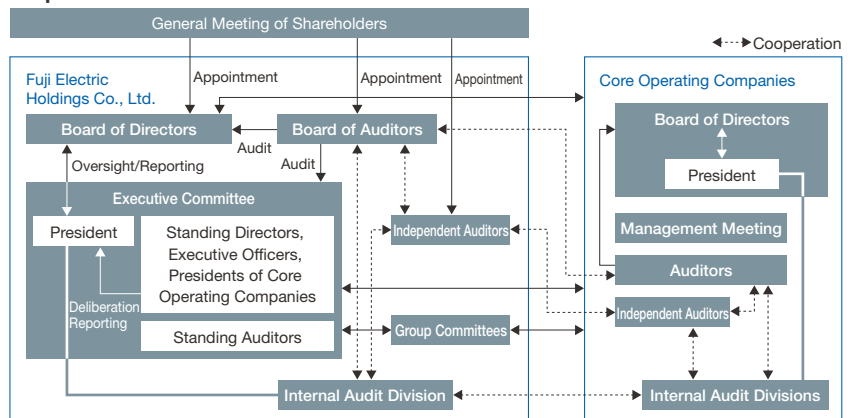 General Meeting of Shareholders
Cooperation
Fuji Electric
Holdings Co., Ltd.
Appointment
Appointment
Appointment
Core Operating Companies
Board of Directors
Board of Auditors
Audit
Audit
Oversight/Reporting
Executive Committee
President
Standing Directors,
Executive Officers,
Presidents of Core
Operating Companies
Deliberation
Reporting
Standing Auditors
Independent Auditors
Group Committees
Internal Audit Division
Board of Directors
President
Management Meeting
Auditors
Independent Auditors
Internal Audit Divisions